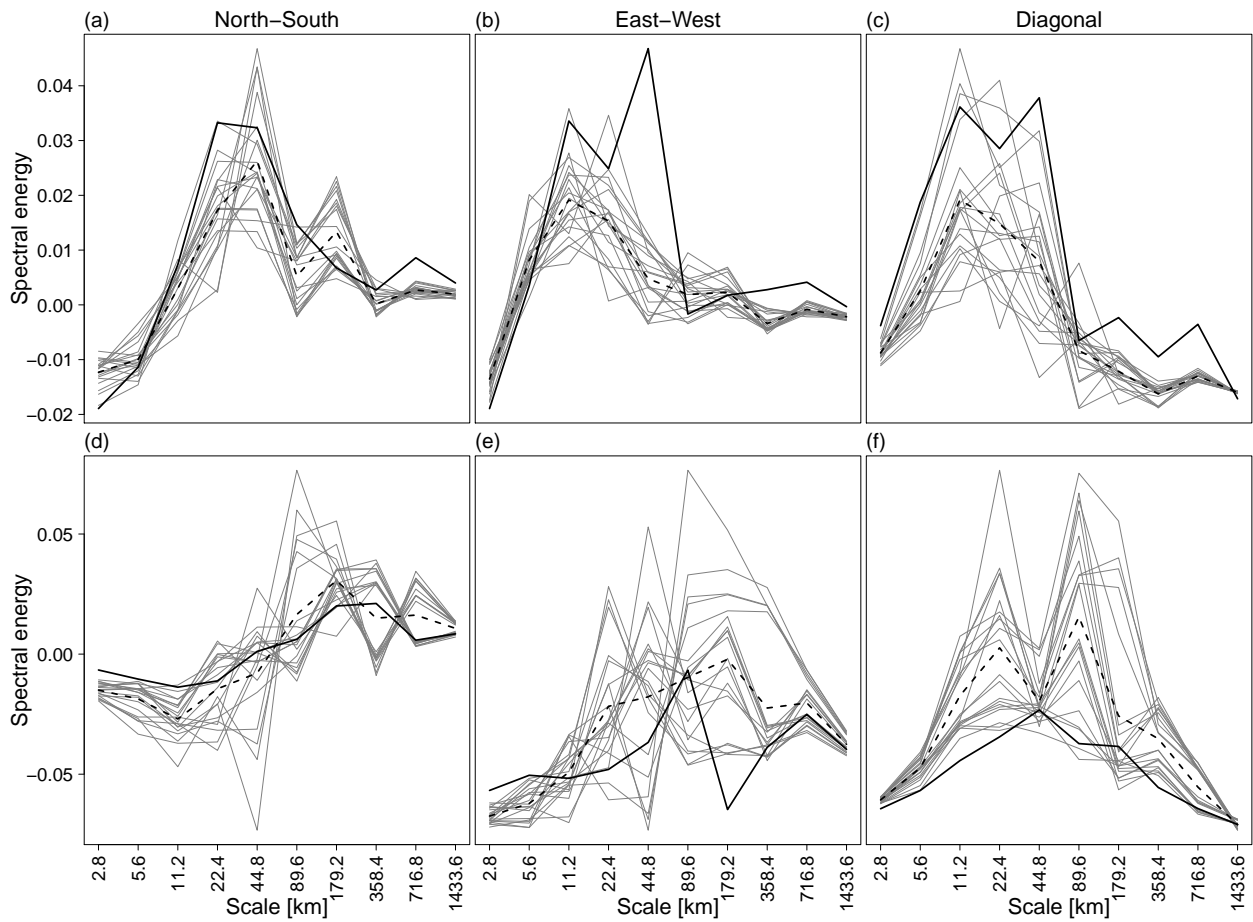 (a) North−South
(b) East−West
(c) Diagonal
Spectral energy
0.04
0.03
0.02
0.01
0.00
−0.01
−0.02
(d)
(e)
(f)
Spectral energy
0.05
0.00
−0.05
2.8 5.6 11.2 22.4 44.8 89.6 179.2 358.4 716.8 1433.6
2.8 5.6 11.2 22.4 44.8 89.6 179.2 358.4 716.8 1433.6
2.8 5.6 11.2 22.4 44.8 89.6 179.2 358.4 716.8 1433.6
Scale [km]
Scale [km]
Scale [km]